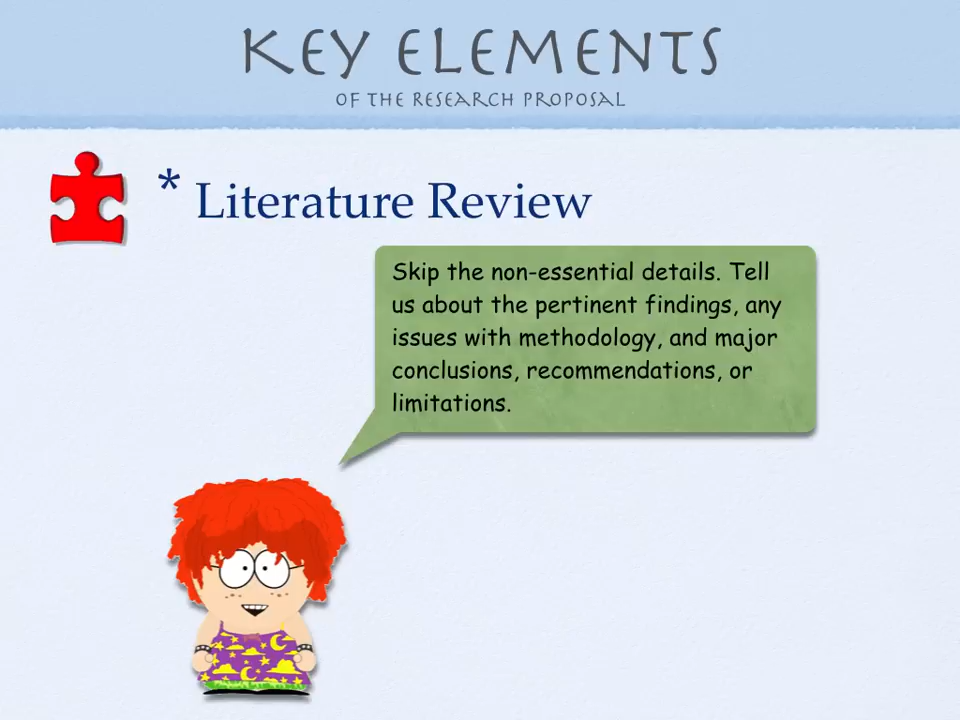 Key Elements
of the Research Proposal
* Literature Review
Skip the non-essential details. Tell
us about the pertinent findings, any
issues with methodology, and major
conclusions, recommendations, or
limitations.